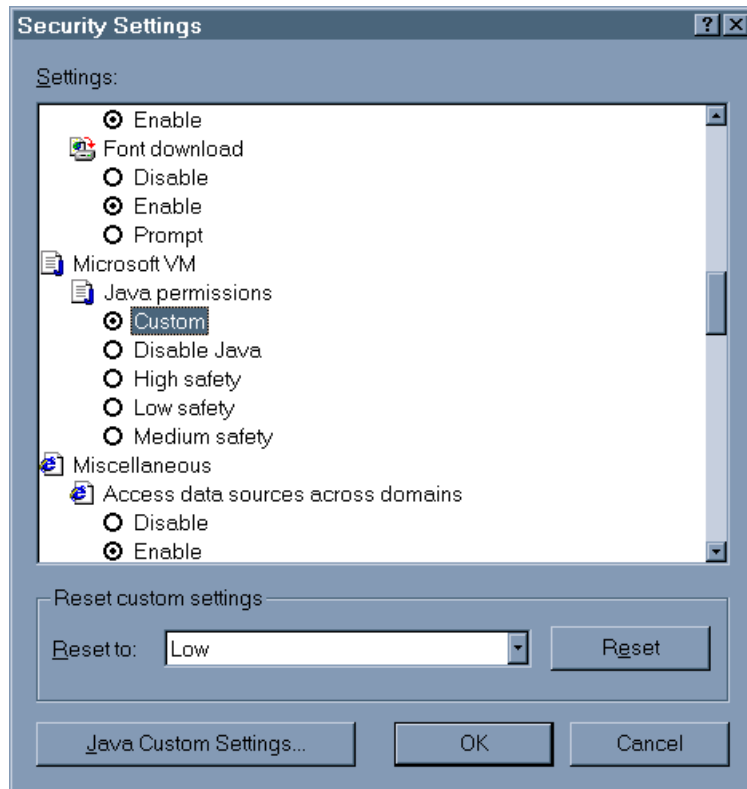 Security Settings
Settings:
Enable
Font download
Disable
Enable
Prompt
Microsoft VM
Java permissions
Custom
Disable Java
High safety
Low safety
Medium safety
Miscellaneous
Access data sources across domains
Disable
Enable
Reset custom settings
Reset to: Low Reset
Java Custom Settings... OK Cancel